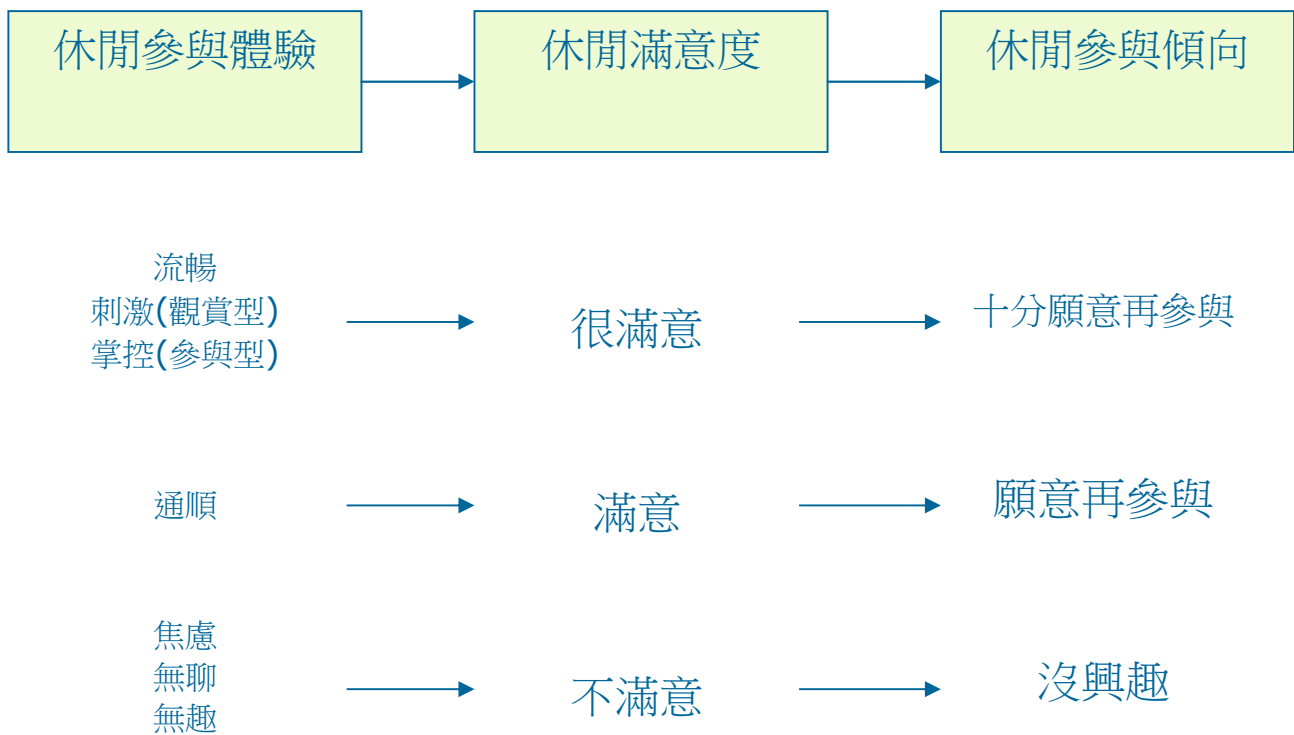 休閒參與體驗
休閒滿意度
休閒參與傾向
流暢
刺激(觀賞型)
掌控(參與型)
很滿意
十分願意再參與
通順
滿意
願意再參與
焦慮
無聊
無趣
不滿意
沒興趣